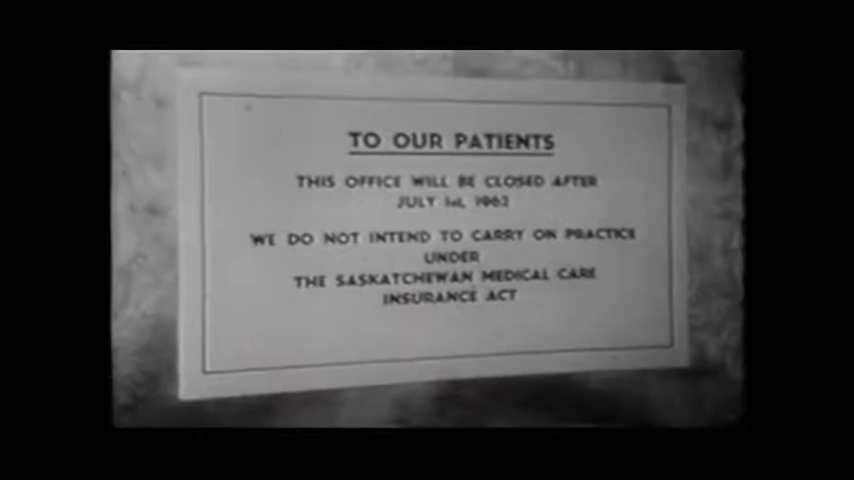 TO OUR PATIENTS
THIS OFFICE WILL BE CLOSED AFTER
JULY 1st, 1962
WE DO NOT INTEND TO CARRY ON PRACTICE
UNDER
THE SASKATCHEWAN MEDICAL CARE
INSURANCE ACT